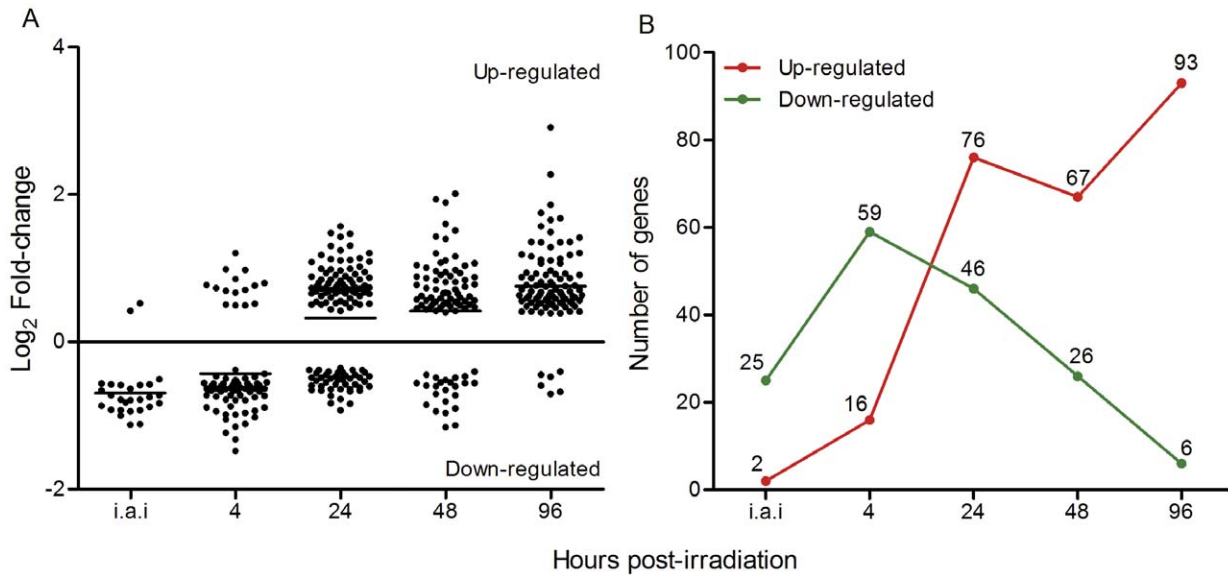 A
Log2 Fold-change
4
2
0
-2
Up-regulated
Down-regulated
i.a.i
4
24
48
96
B
Number of genes
100
80
60
40
20
0
Up-regulated
Down-regulated
25
59
46
26
6
2
16
76
67
93
i.a.i
4
24
48
96
Hours post-irradiation